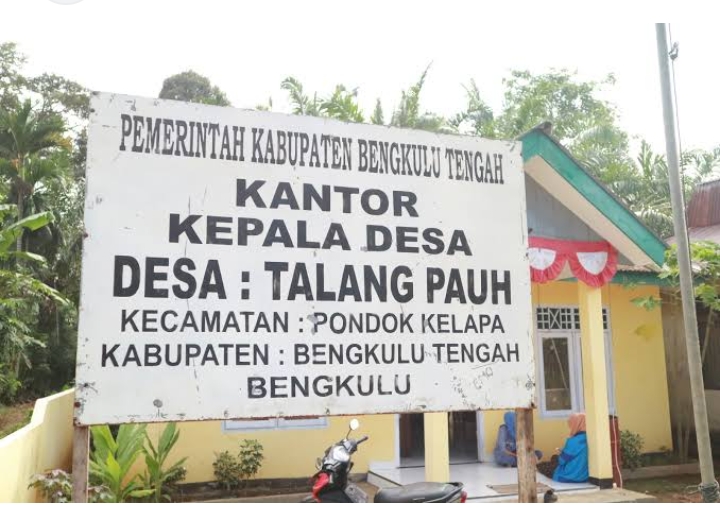 PEMERINTAH KABUPATEN BENGKULU TENGAH
KANTOR
KEPALA DESA
DESA : TALANG PAUH
KECAMATAN : PONDOK KELAPA
KABUPATEN : BENGKULU TENGAH
BENGKULU